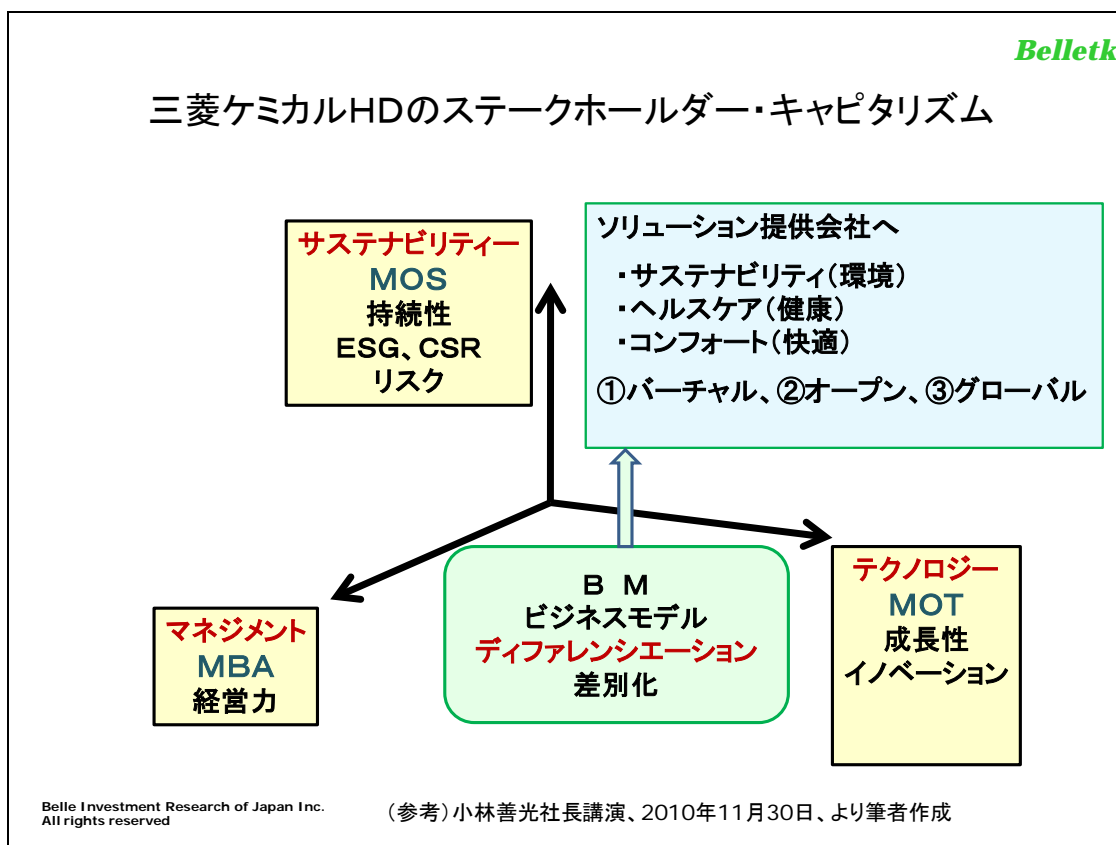 Belletk
三菱ケミカルHDのステークホールダー・キャピタリズム
サステナビリティー
MOS
持続性
ESG、CSR
リスク
ソリューション提供会社へ
・サステナビリティ(環境)
・ヘルスケア(健康)
・コンフォート(快適)
①バーチャル、②オープン、③グローバル
マネジメント
MBA
経営力
B M
ビジネスモデル
ディファレンシエーション
差別化
テクノロジー
MOT
成長性
イノベーション
Belle Investment Research of Japan Inc.
All rights reserved
(参考)小林善光社長講演、2010年11月30日、より筆者作成